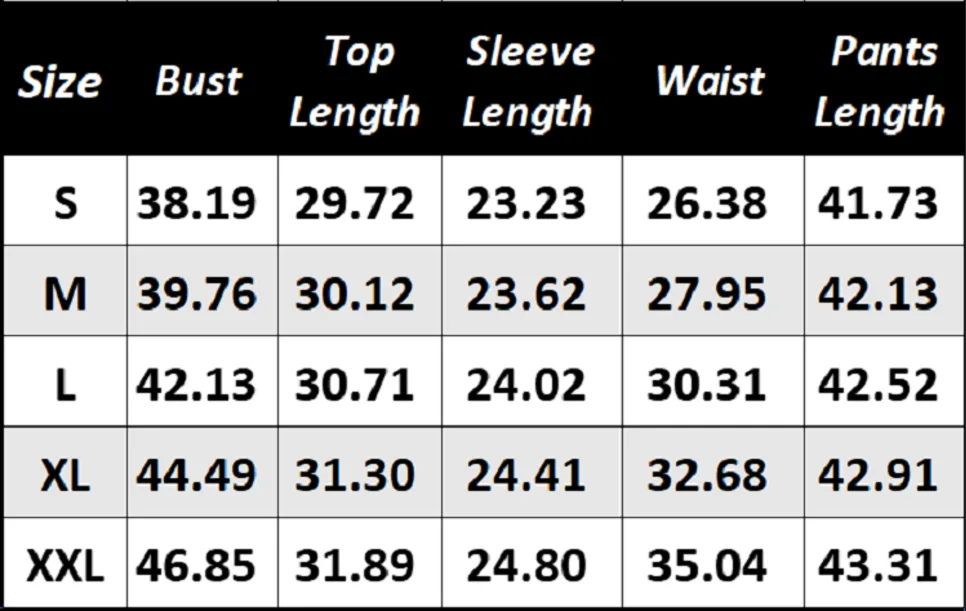 Size Bust Top Length Sleeve Length Waist Pants Length
S 38.19 29.72 23.23 26.38 41.73
M 39.76 30.12 23.62 27.95 42.13
L 42.13 30.71 24.02 30.31 42.52
XL 44.49 31.30 24.41 32.68 42.91
XXL 46.85 31.89 24.80 35.04 43.31